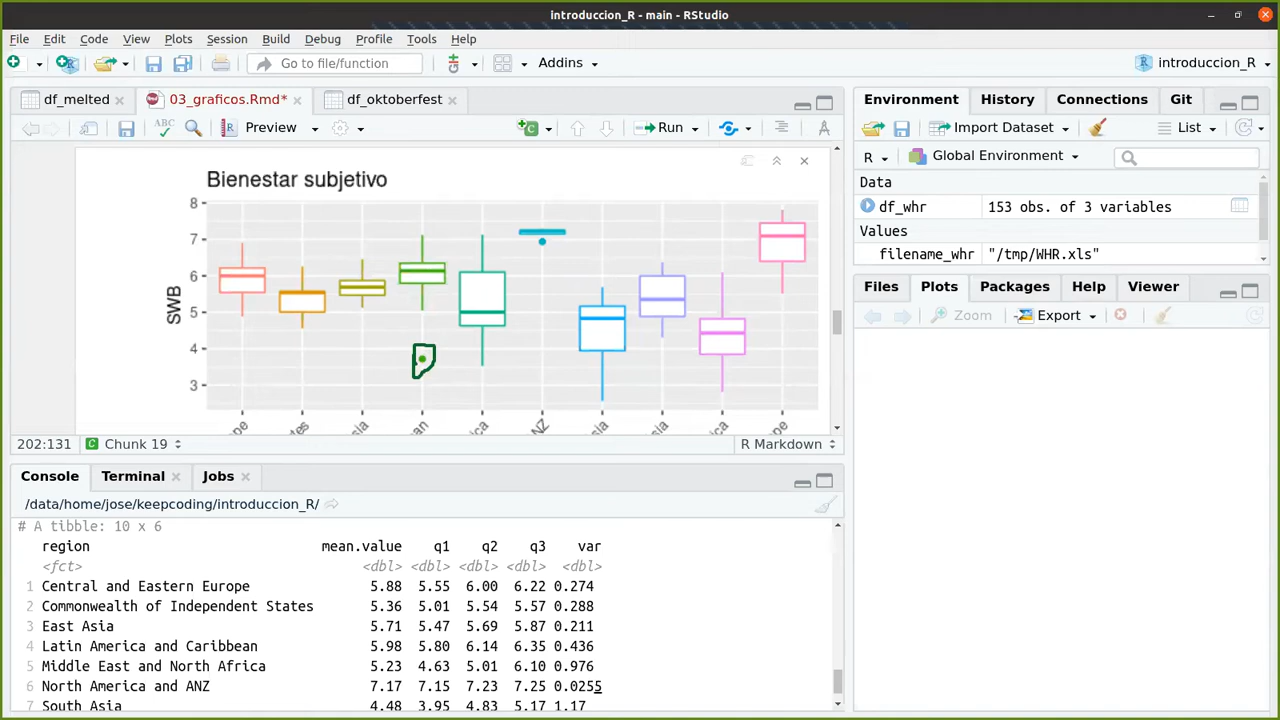 introduccion_R - main - RStudio
File Edit Code View Plots Session Build Debug Profile Tools Help
Go to file/function Addins introduccion_R
df_melted 03_graficos.Rmd* df_oktoberfest
ABC Preview Run
Bienestar subjetivo
SWB
8
7
6
5
4
3
202:131 Chunk 19 R Markdown
Console Terminal Jobs
/data/home/jose/keepcoding/introduccion_R/
# A tibble: 10 x 6
region mean.value q1 q2 q3 var
<fct> <dbl> <dbl> <dbl> <dbl> <dbl>
1 Central and Eastern Europe 5.88 5.55 6.00 6.22 0.274
2 Commonwealth of Independent States 5.36 5.01 5.54 5.57 0.288
3 East Asia 5.71 5.47 5.69 5.87 0.211
4 Latin America and Caribbean 5.98 5.80 6.14 6.35 0.436
5 Middle East and North Africa 5.23 4.63 5.01 6.10 0.976
6 North America and ANZ 7.17 7.15 7.23 7.25 0.0255
7 South Asia 4.48 3.95 4.83 5.17 1.17
Environment History Connections Git
Import Dataset List
R Global Environment
Data
df_whr 153 obs. of 3 variables
Values
filename_whr "/tmp/WHR.xls"
Files Plots Packages Help Viewer
Zoom Export